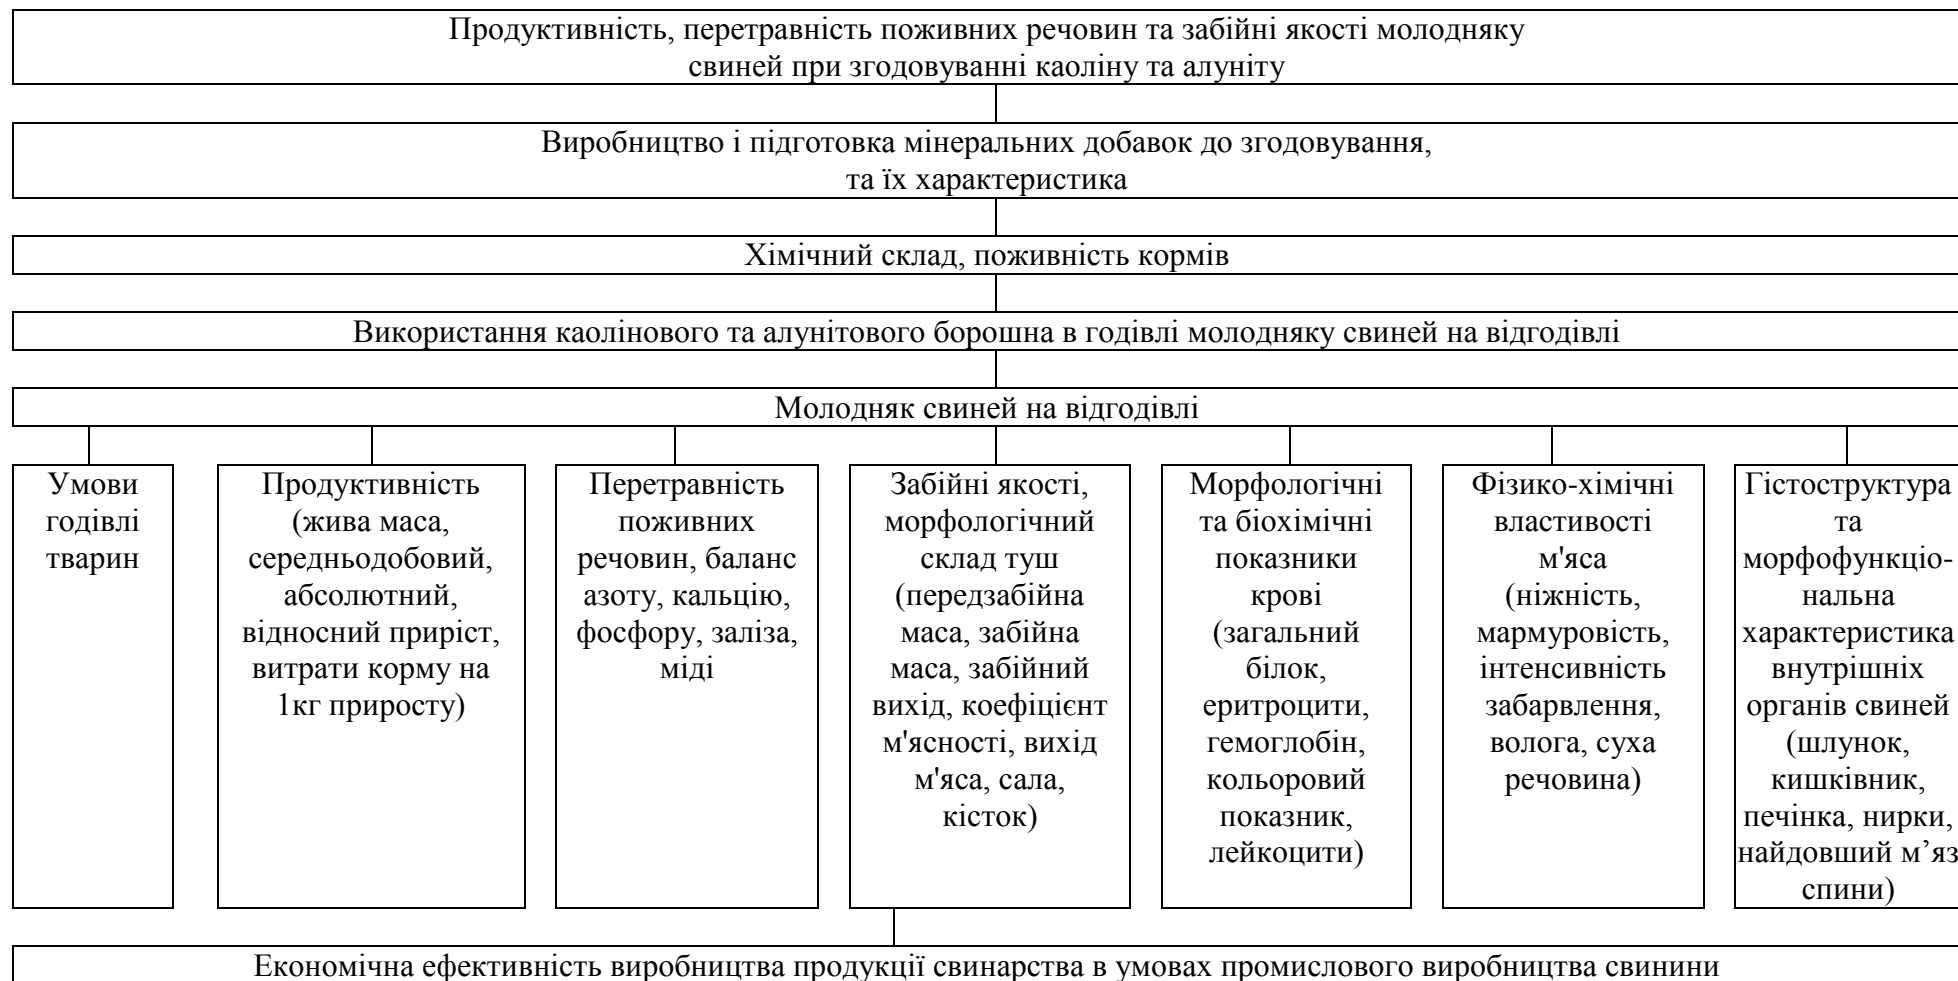 Продуктивність, перетравність поживних речовин та забійні якості молодняку
свиней при згодовуванні каоліну та алуніту
Виробництво і підготовка мінеральних добавок до згодовування,
та їх характеристика
Хімічний склад, поживність кормів
Використання каолінового та алунітового борошна в годівлі молодняку свиней на відгодівлі
Молодняк свиней на відгодівлі
Умови
годівлі
тварин
Продуктивність
(жива маса,
середньодобовий,
абсолютний,
відносний приріст,
витрати корму на
1кг приросту)
Перетравність
поживних
речовин, баланс
азоту, кальцію,
фосфору, заліза,
міді
Забійні якості,
морфологічний
склад туш
(передзабійна
маса, забійна
маса, забійний
вихід, коефіцієнт
м'ясності, вихід
м'яса, сала,
кісток)
Морфологічні
та біохімічні
показники
крові
(загальний
білок,
еритроцити,
гемоглобін,
кольоровий
показник,
лейкоцити)
Фізико-хімічні
властивості
м'яса
(ніжність,
мармуровість,
інтенсивність
забарвлення,
волога, суха
речовина)
Гістоструктура
та
морфофункціо-
нальна
характеристика
внутрішніх
органів свиней
(шлунок,
кишківник,
печінка, нирки,
найдовший м’яз
спини)
Економічна ефективність виробництва продукції свинарства в умовах промислового виробництва свинини